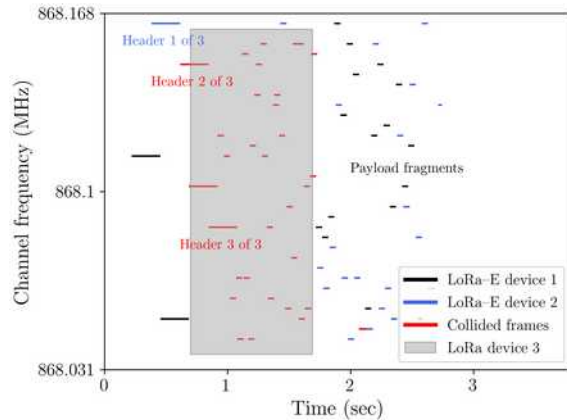 868.168
Header 1 of 3
Header 2 of 3
Channel frequency (MHz)
Payload fragments
868.1
Header 3 of 3
LoRa–E device 1
LoRa–E device 2
Collided frames
LoRa device 3
868.031
0
1
2
3
Time (sec)